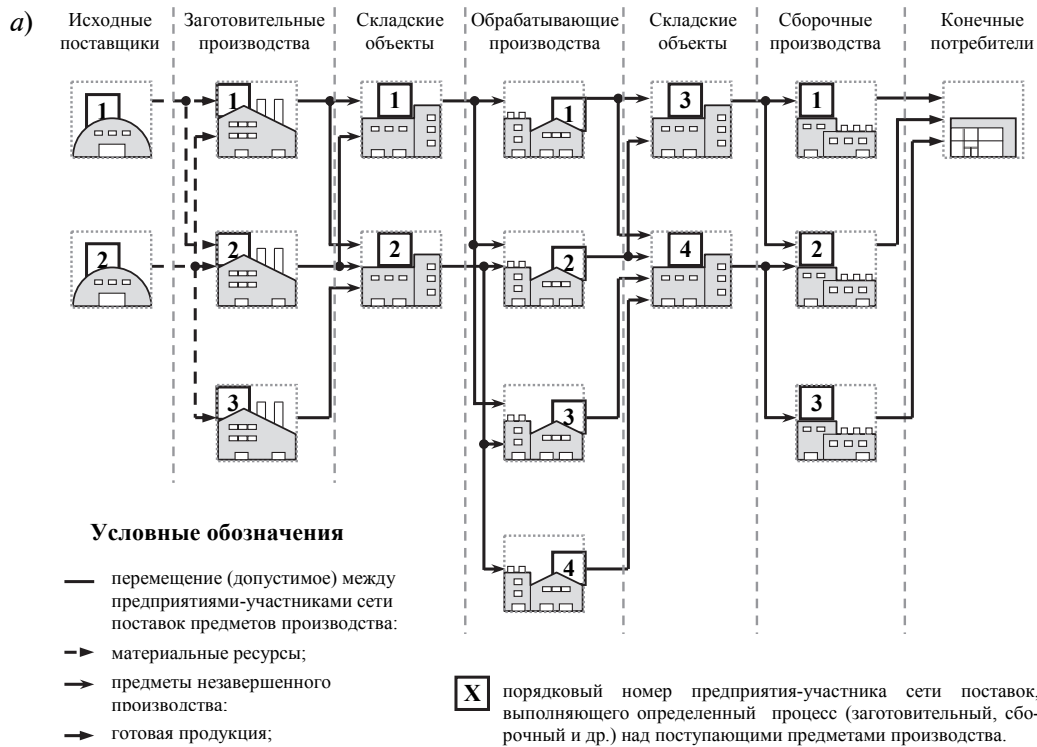 а)
Исходные поставщики
Заготовительные производства
Складские объекты
Обрабатывающие производства
Складские объекты
Сборочные производства
Конечные потребители
1
1
1
1
3
1
2
2
2
2
4
2
3
3
3
4
Условные обозначения
перемещение (допустимое) между
предприятиями-участниками сети
поставок предметов производства:
материальные ресурсы;
предметы незавершенного
производства:
готовая продукция;
X
порядковый номер предприятия-участника сети поставок,
выполняющего определенный процесс (заготовительный, сбо-
рочный и др.) над поступающими предметами производства.